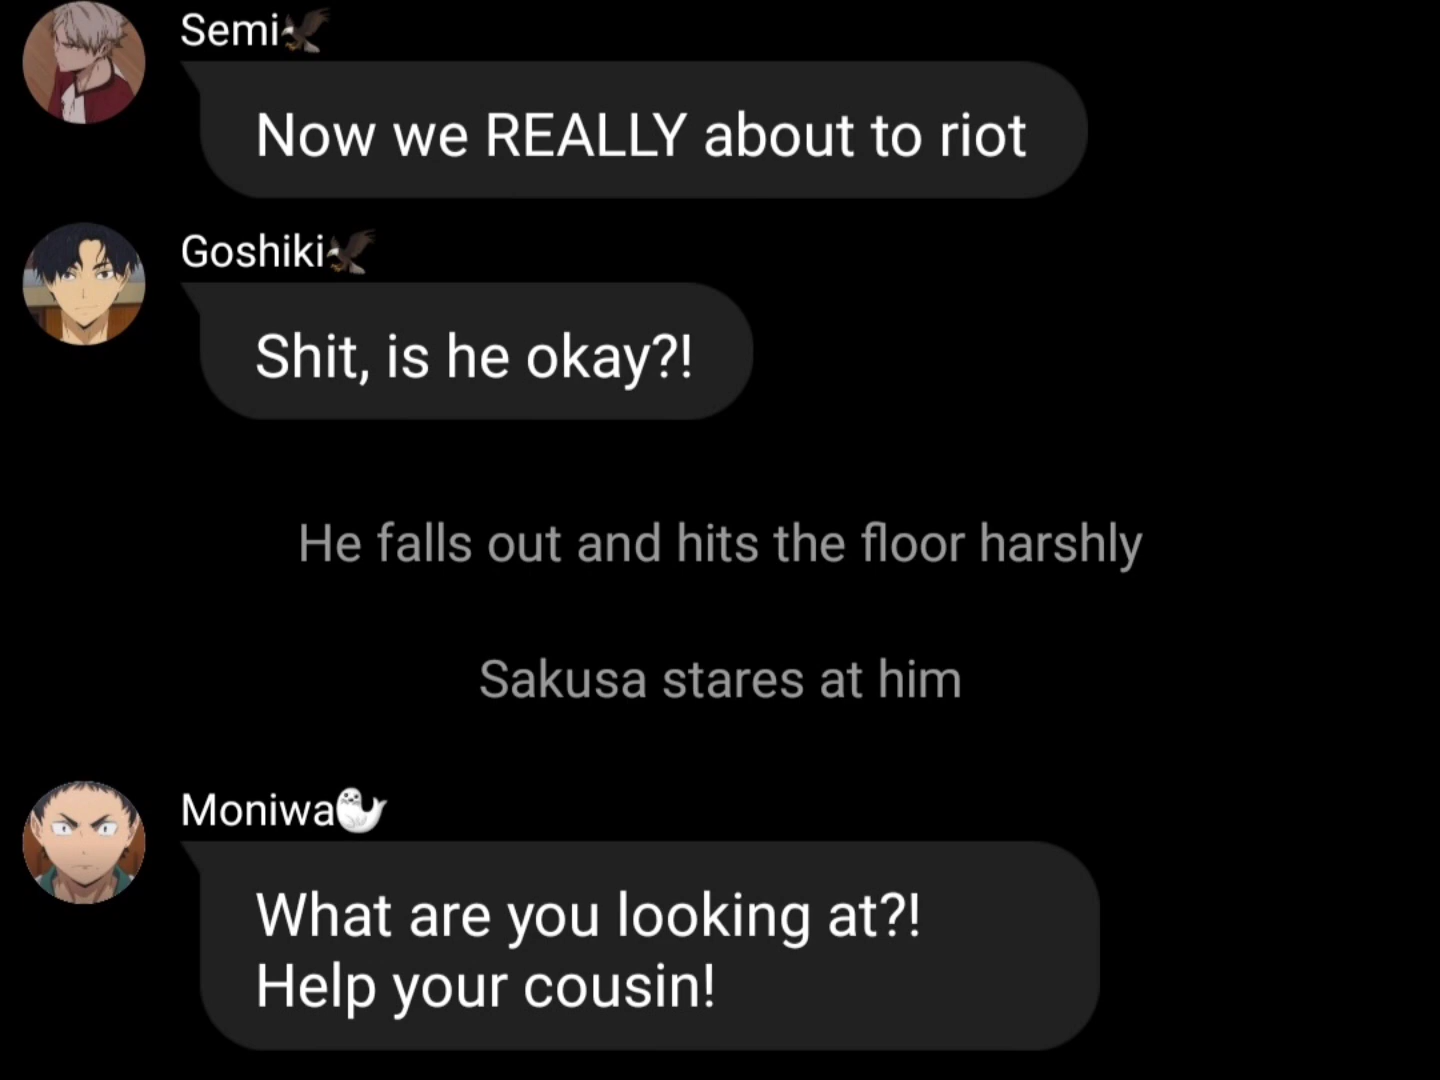 Semi🦅
Now we REALLY about to riot
Goshiki🦅
Shit, is he okay?!
He falls out and hits the floor harshly
Sakusa stares at him
Moniwa🦭
What are you looking at?!
Help your cousin!